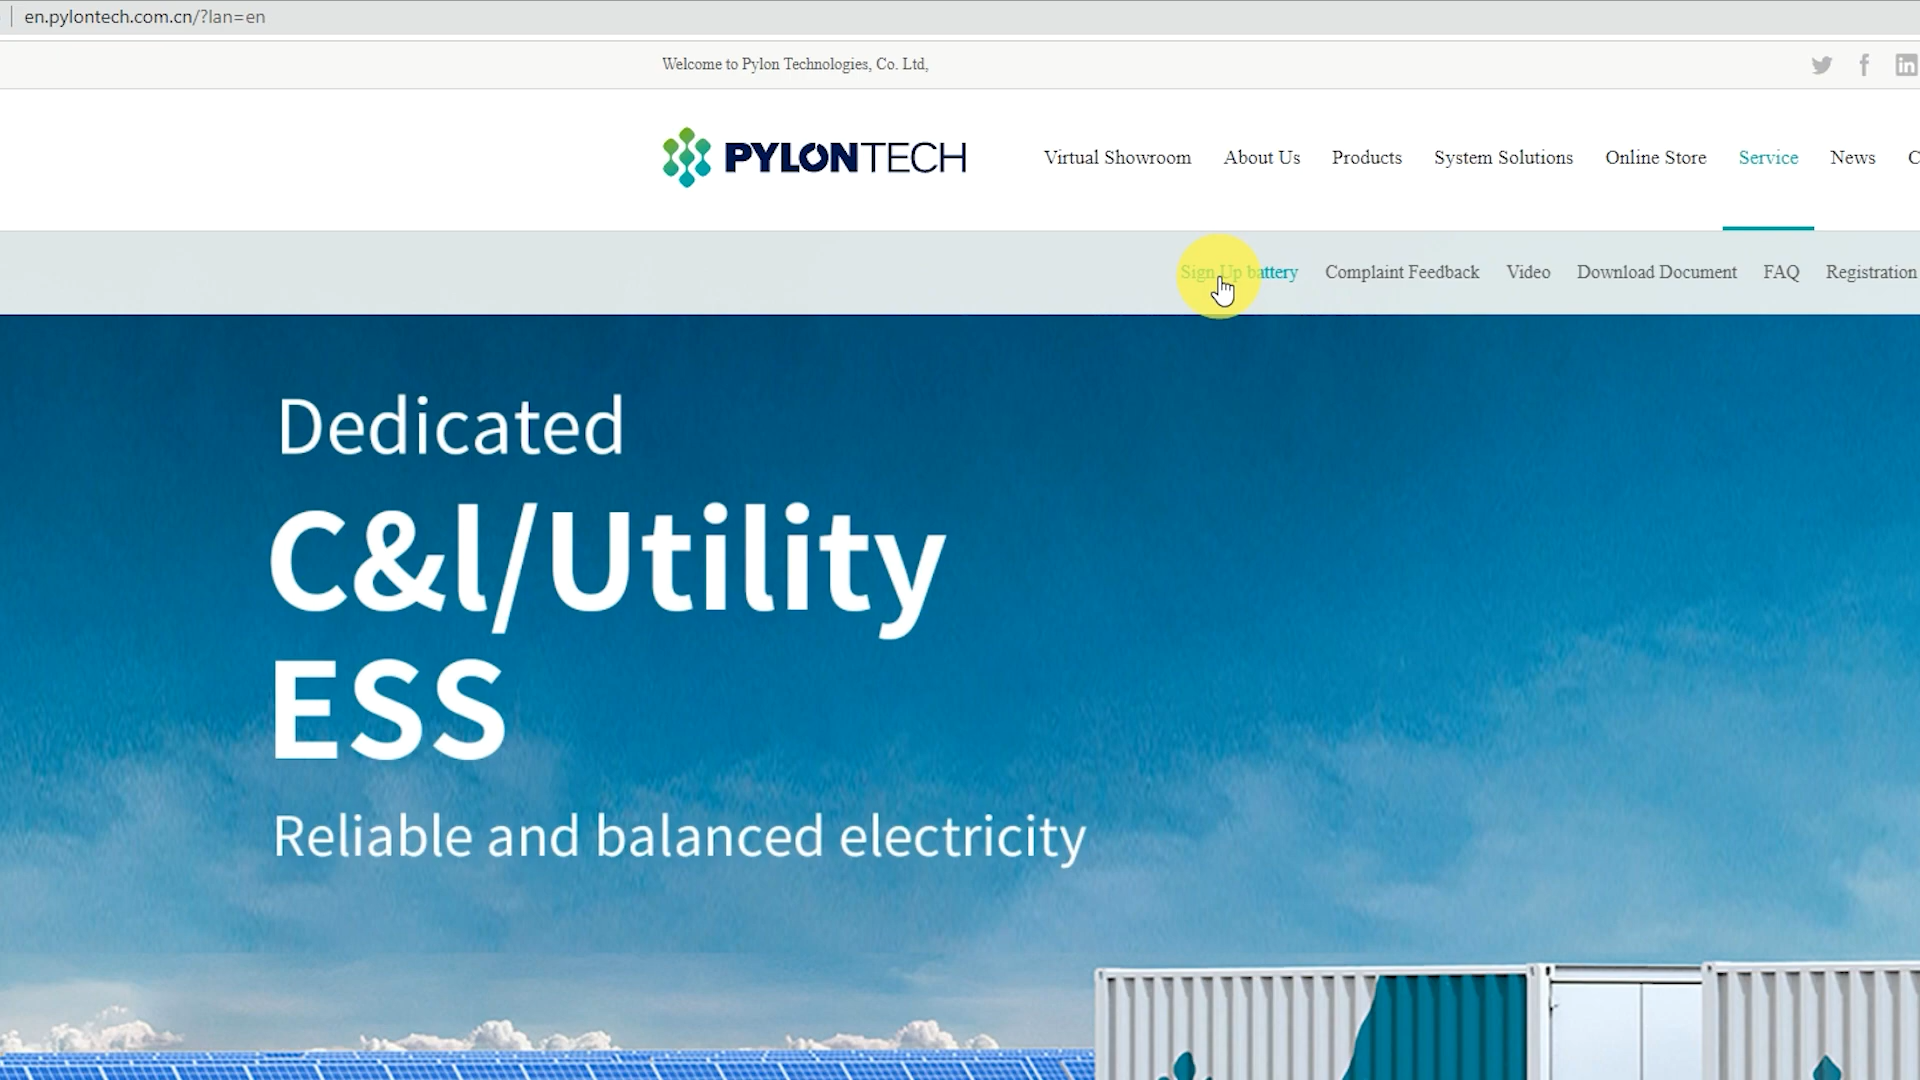 en.pylontech.com.cn/?lan=en
Welcome to Pylon Technologies, Co. Ltd,
PYLONTECH
Virtual Showroom About Us Products System Solutions Online Store Service News C
Sign Up battery Complaint Feedback Video Download Document FAQ Registration
Dedicated
C&l/Utility
ESS
Reliable and balanced electricity